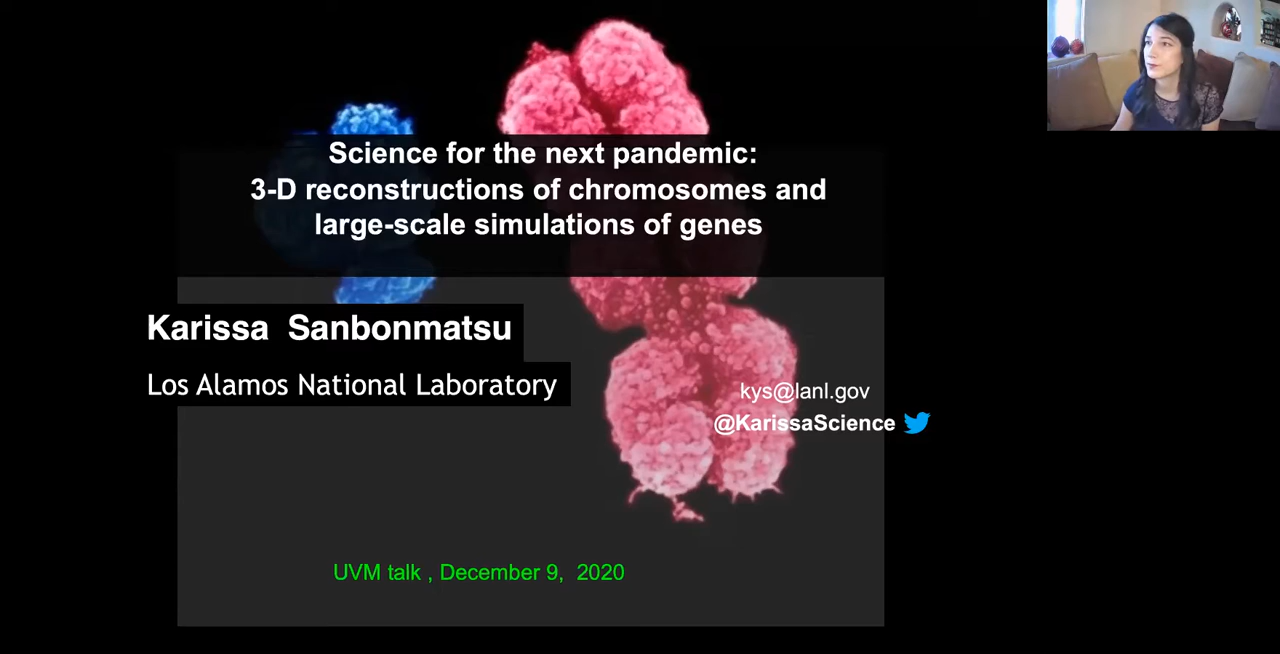 Science for the next pandemic:
3-D reconstructions of chromosomes and
large-scale simulations of genes
Karissa Sanbonmatsu
Los Alamos National Laboratory
kys@lanl.gov
@KarissaScience
UVM talk , December 9, 2020